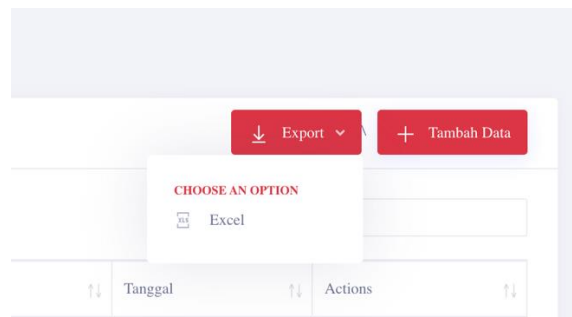 Export \ Tambah Data
CHOOSE AN OPTION
XLS Excel
Tanggal Actions